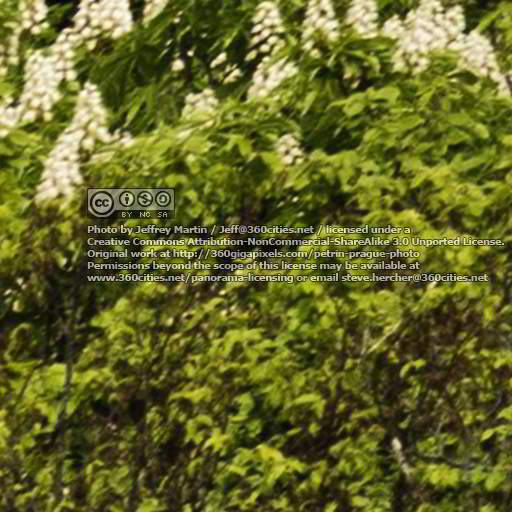 cc BY NC SA
Photo by Jeffrey Martin / Jeff@360cities.net / licensed under a
Creative Commons Attribution-NonCommercial-ShareAlike 3.0 Unported License.
Original work at http://360gigapixels.com/petrin-prague-photo
Permissions beyond the scope of this license may be available at
www.360cities.net/panorama-licensing or email steve.hercher@360cities.net